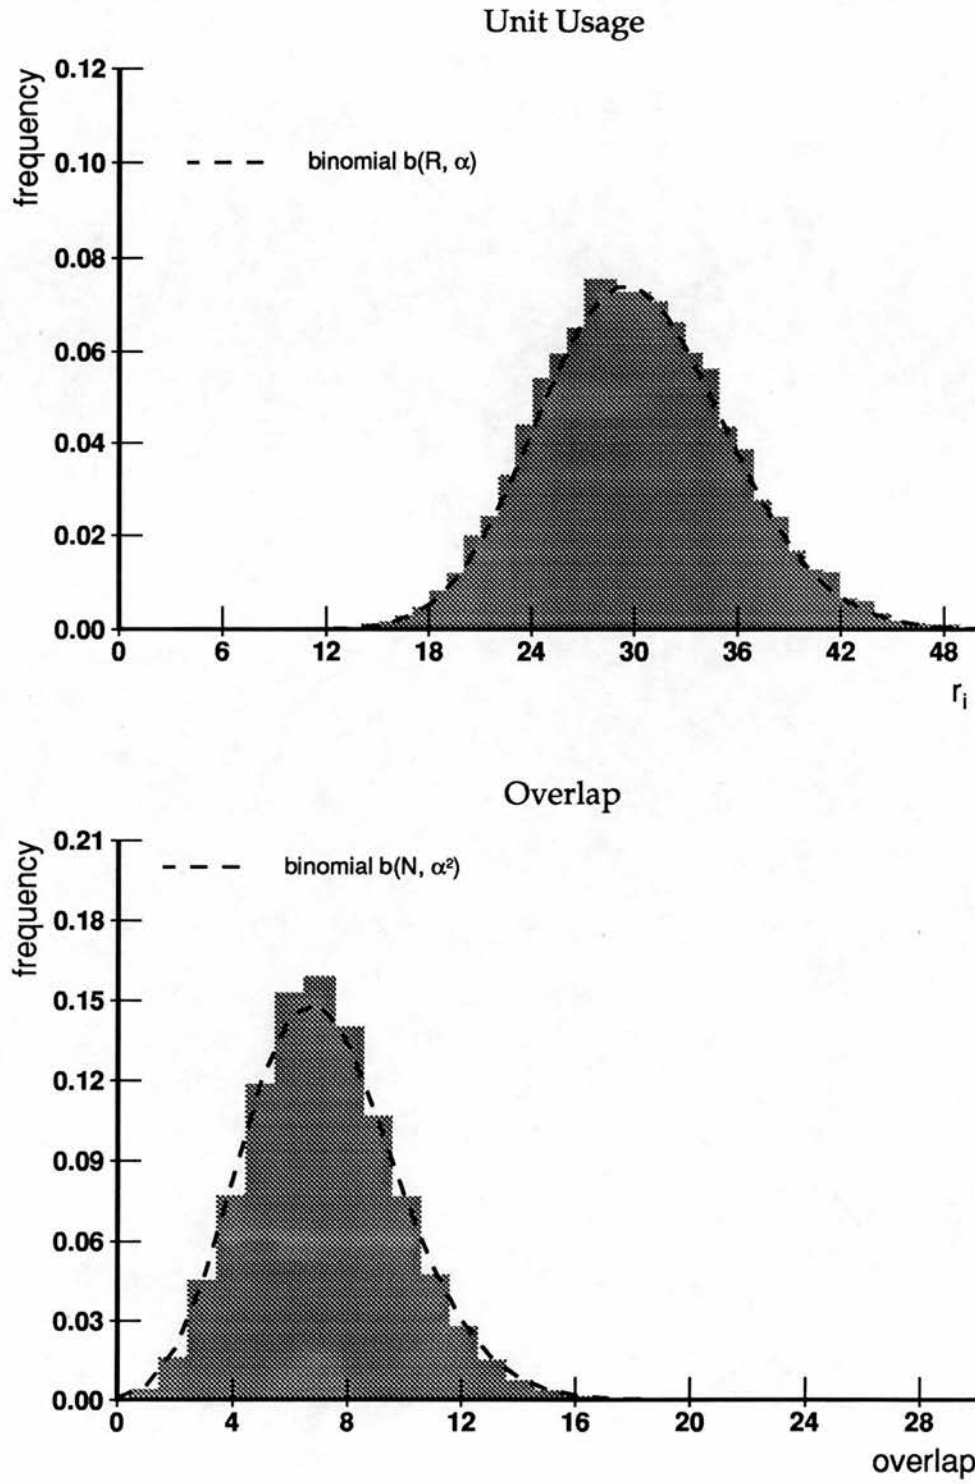 Unit Usage
frequency
0.12
0.10
0.08
0.06
0.04
0.02
0.00
binomial b(R, α)
0 6 12 18 24 30 36 42 48
rᵢ
Overlap
frequency
0.21
0.18
0.15
0.12
0.09
0.06
0.03
0.00
binomial b(N, α²)
0 4 8 12 16 20 24 28
overlap